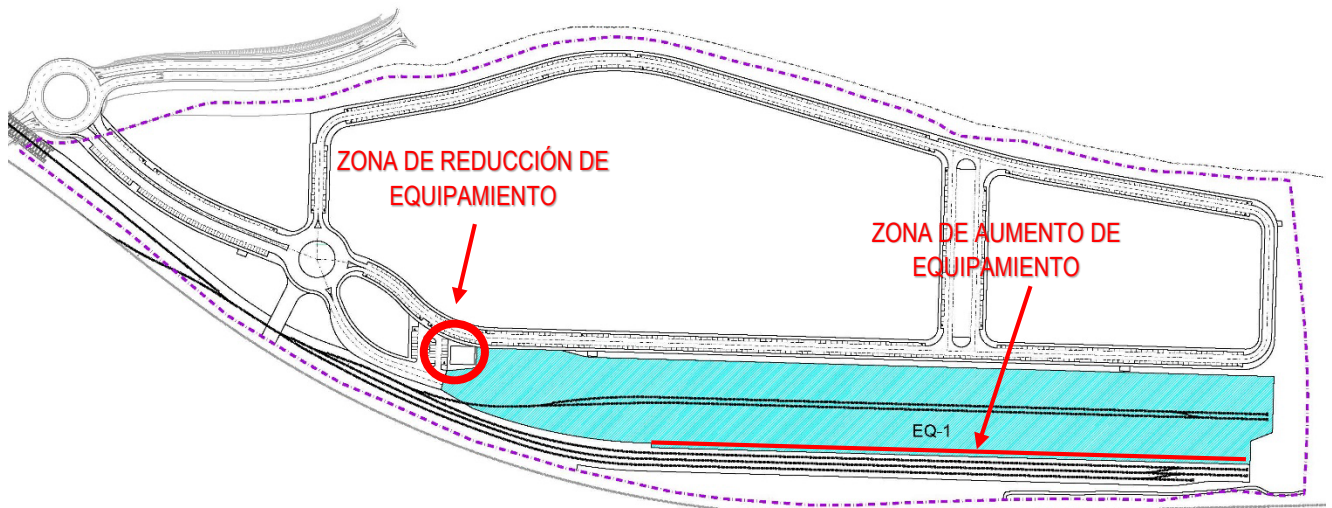 ZONA DE REDUCCIÓN DE
EQUIPAMIENTO
ZONA DE AUMENTO DE
EQUIPAMIENTO
EQ-1